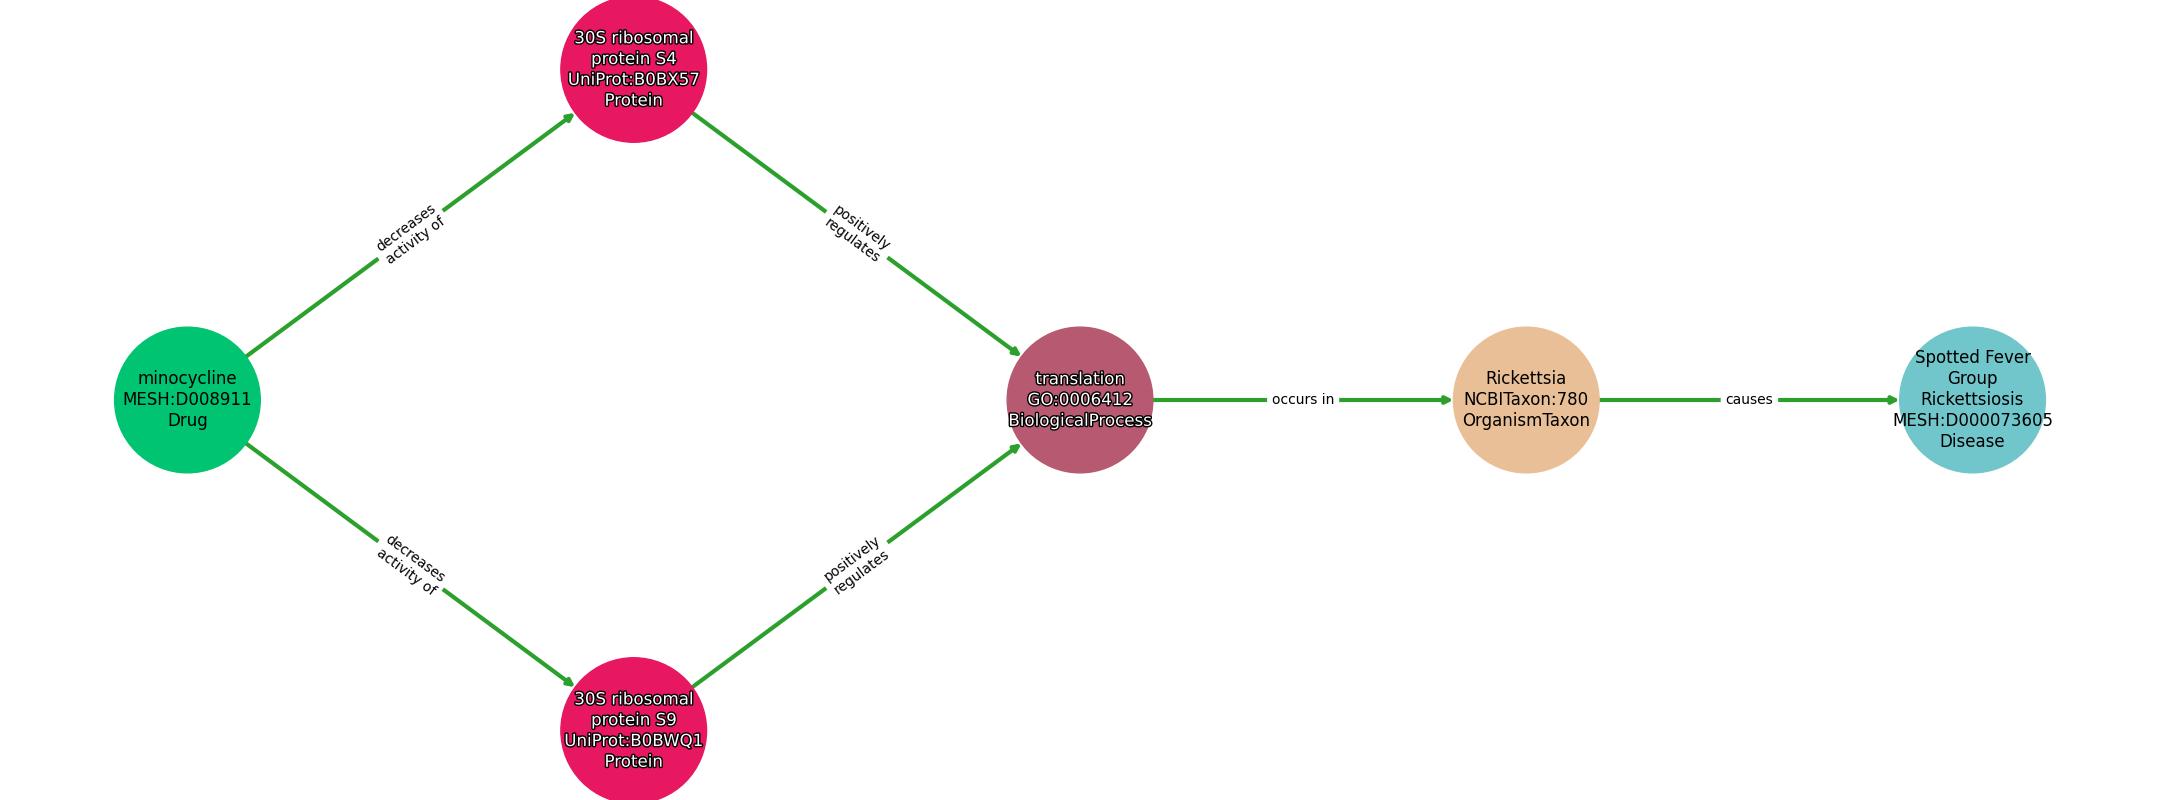 30S ribosomal
protein S4
UniProt:B0BX57
Protein
decreases
activity of
positively
regulates
minocycline
MESH:D008911
Drug
translation
GO:0006412
BiologicalProcess
occurs in
Rickettsia
NCBITaxon:780
OrganismTaxon
causes
Spotted Fever
Group
Rickettsiosis
MESH:D000073605
Disease
decreases
activity of
positively
regulates
30S ribosomal
protein S9
UniProt:B0BWQ1
Protein